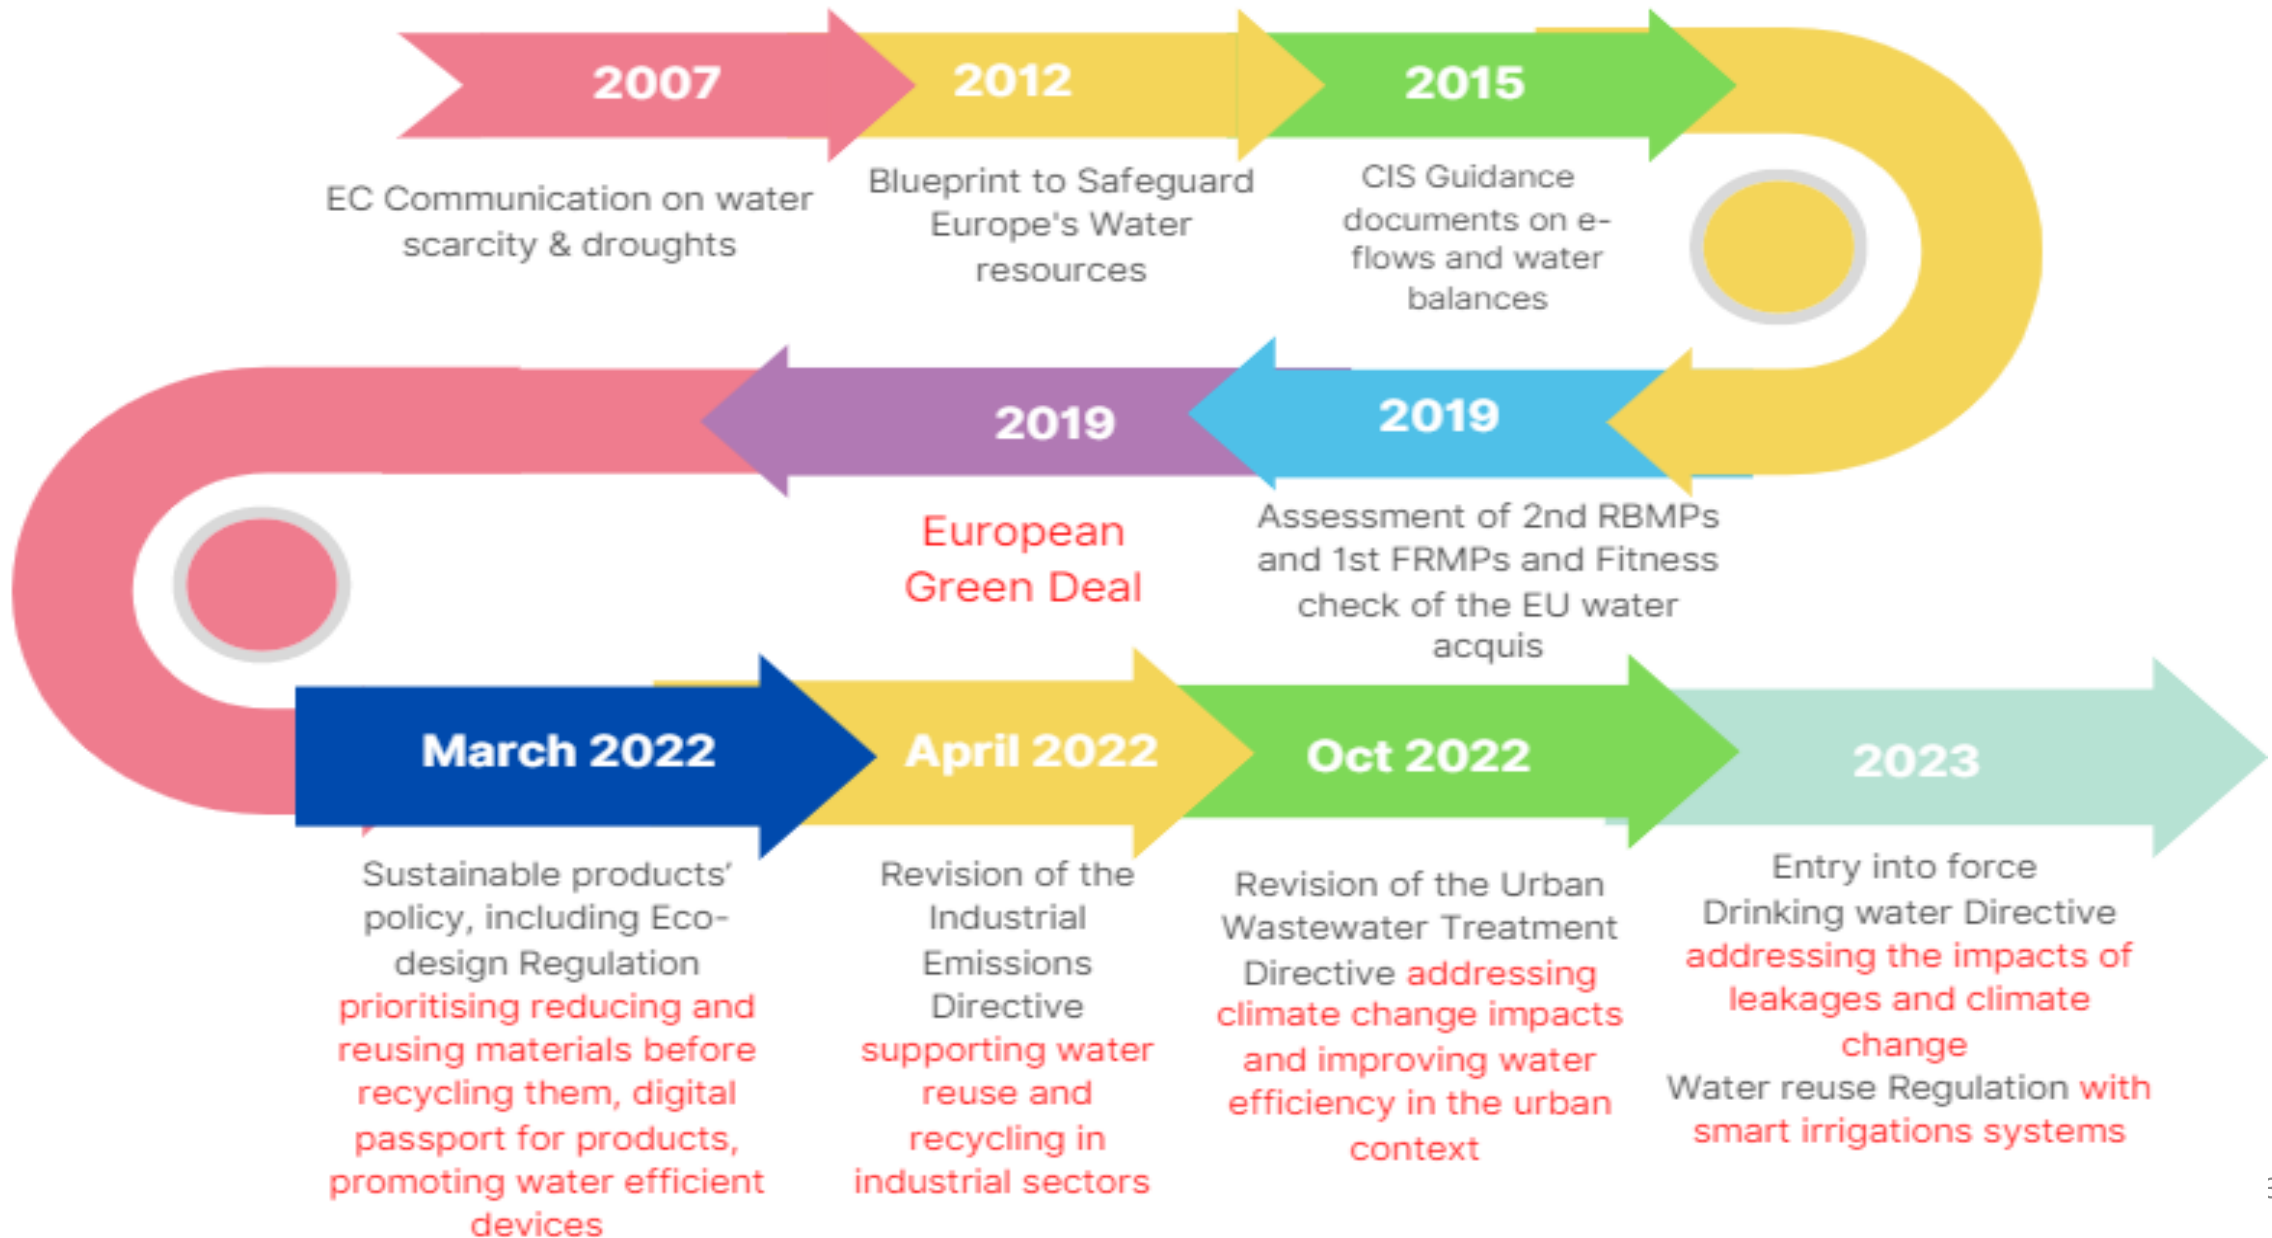 2007
EC Communication on water
scarcity & droughts
2012
Blueprint to Safeguard
Europe's Water
resources
2015
CIS Guidance
documents on e-
flows and water
balances
2019
Assessment of 2nd RBMPs
and 1st FRMPs and Fitness
check of the EU water
acquis
2019
European
Green Deal
March 2022
Sustainable products’
policy, including Eco-
design Regulation
prioritising reducing and
reusing materials before
recycling them, digital
passport for products,
promoting water efficient
devices
April 2022
Revision of the
Industrial
Emissions
Directive
supporting water
reuse and
recycling in
industrial sectors
Oct 2022
Revision of the Urban
Wastewater Treatment
Directive addressing
climate change impacts
and improving water
efficiency in the urban
context
2023
Entry into force
Drinking water Directive
addressing the impacts of
leakages and climate
change
Water reuse Regulation with
smart irrigations systems